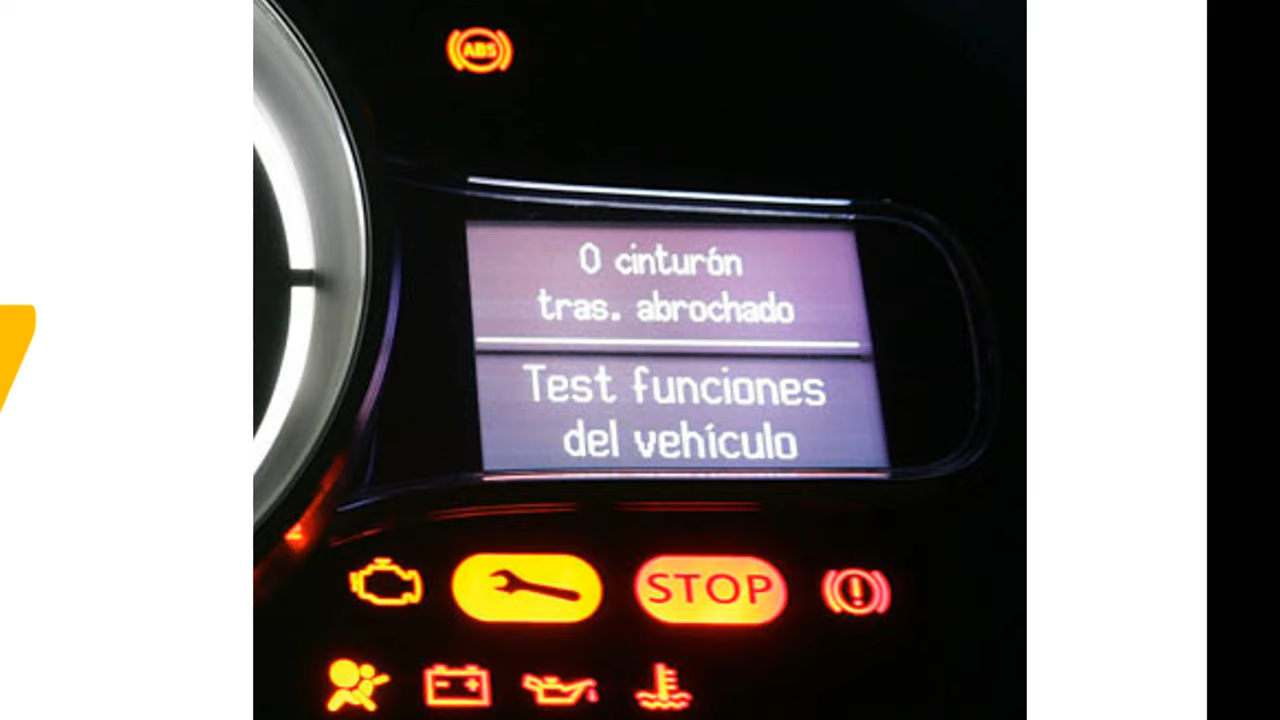 ABS
0 cinturón
tras. abrochado
Test funciones
del vehículo
STOP